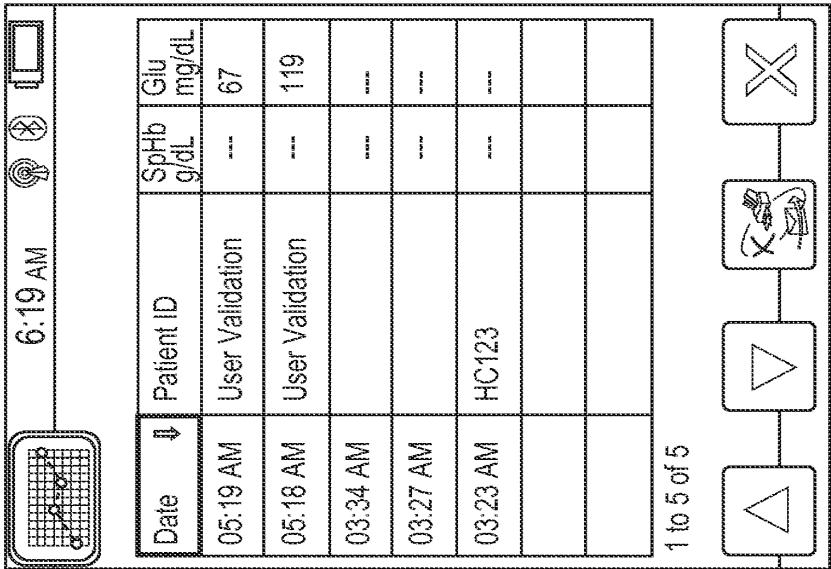 6:19 AM
Date ⇓ Patient ID SpHb g/dL Glu mg/dL
05:19 AM User Validation --- 67
05:18 AM User Validation --- 119
03:34 AM --- ---
03:27 AM --- ---
03:23 AM HC123 --- ---
1 to 5 of 5